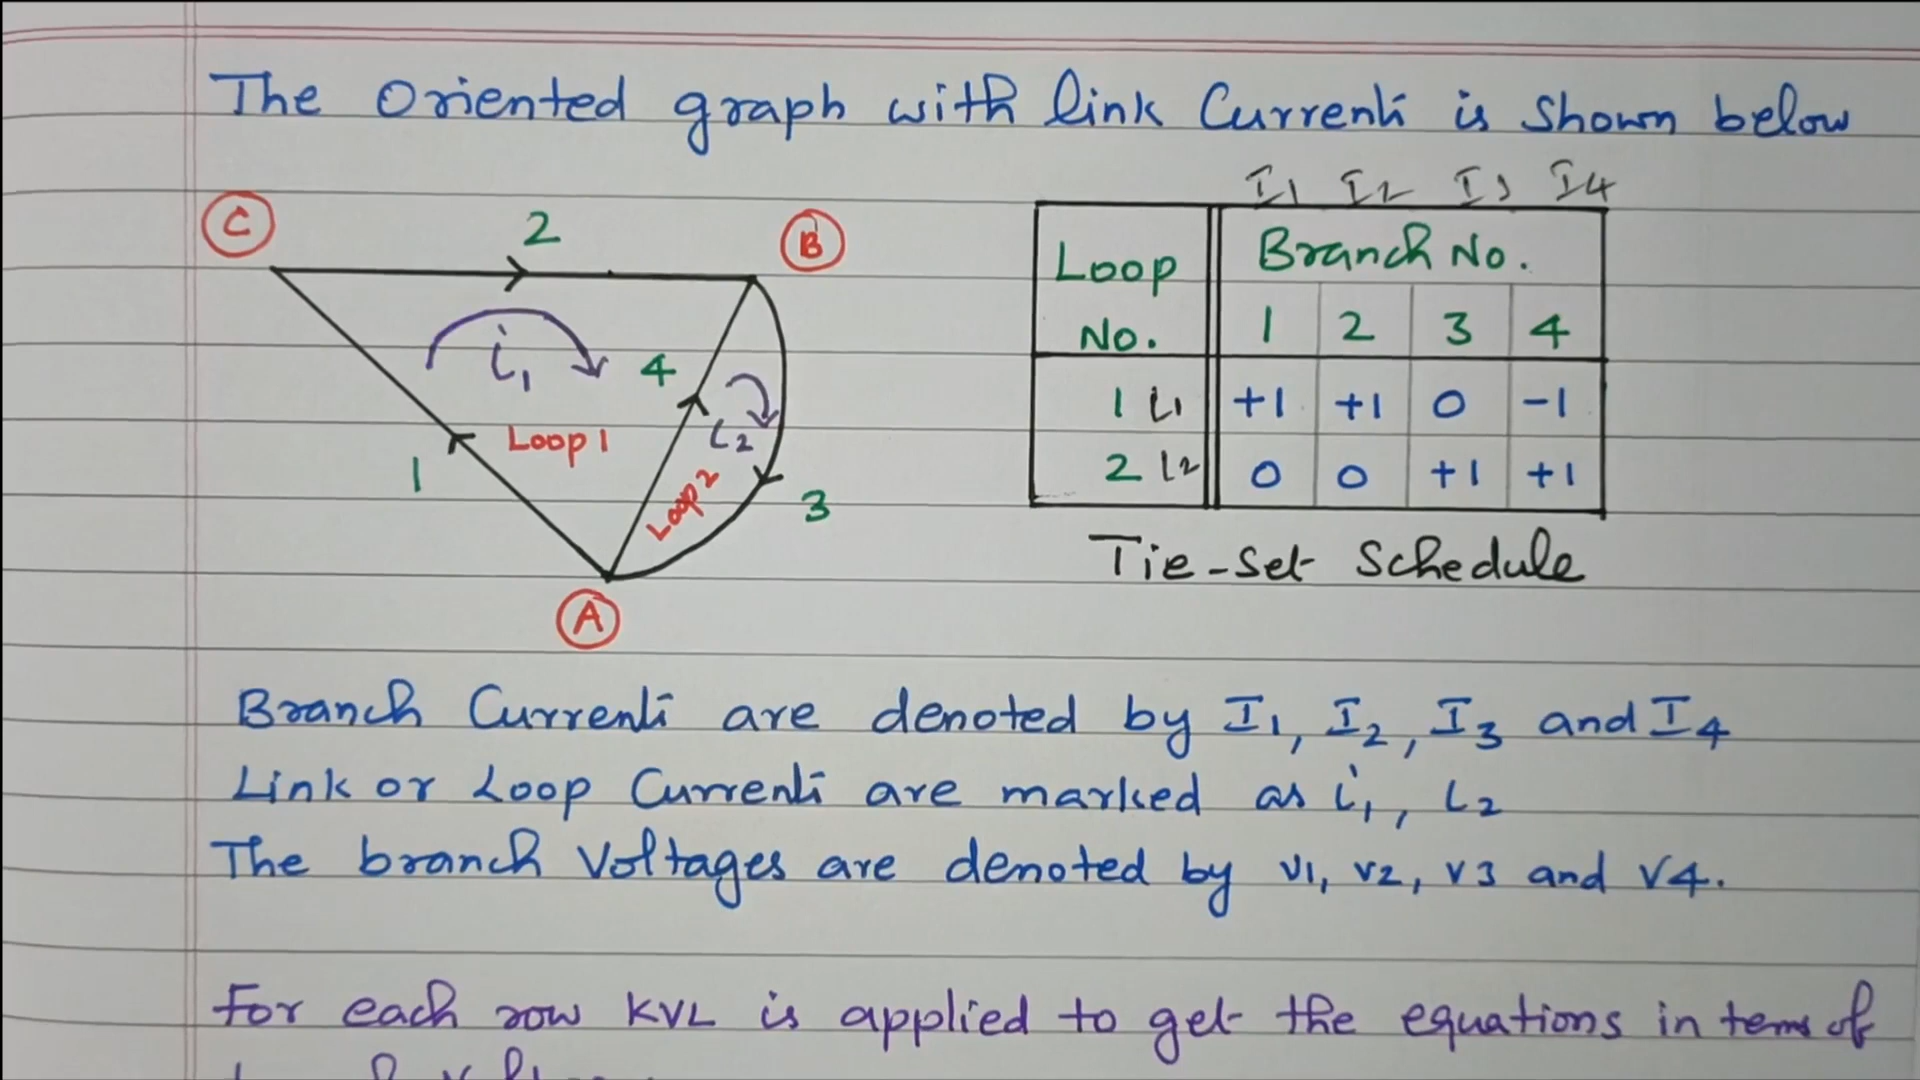 The Oriented graph with link Currents is Shown below
I1 I2 I3 I4
C 2 B
Loop No. Branch No.
1 2 3 4
i1 4
1 i1 +1 +1 0 -1
Loop 1 i2
2 i2 0 0 +1 +1
1 Loop 2 3
Tie-Set Schedule
A
Branch Currents are denoted by I1, I2, I3 and I4
Link or Loop Currents are marked as i1, i2
The branch Voltages are denoted by v1, v2, v3 and v4.
For each row KVL is applied to get the equations in terms of